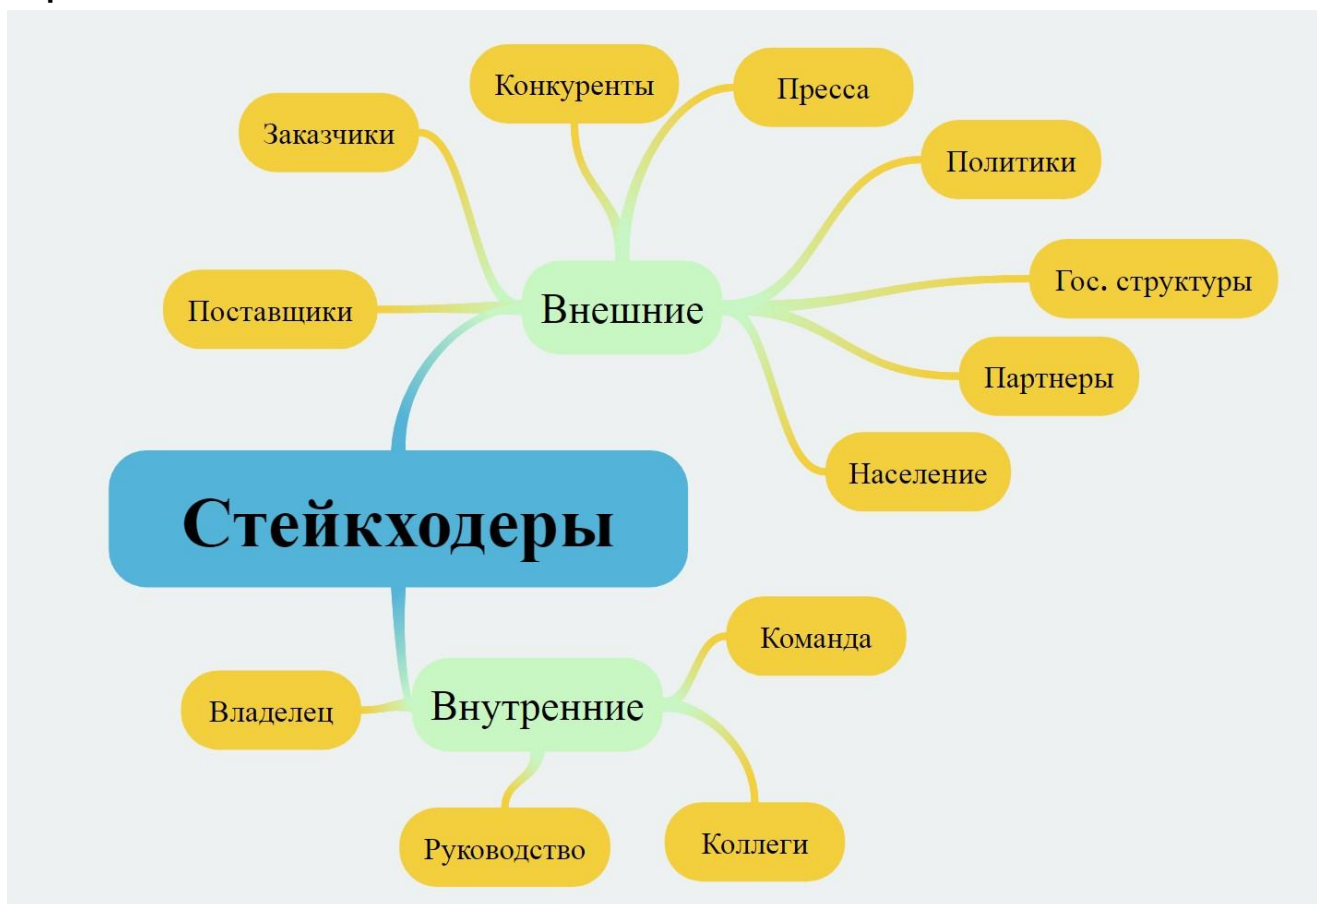 Конкуренты
Пресса
Заказчики
Политики
Гос. структуры
Поставщики
Внешние
Партнеры
Население
Стейкходеры
Команда
Владелец
Внутренние
Руководство
Коллеги